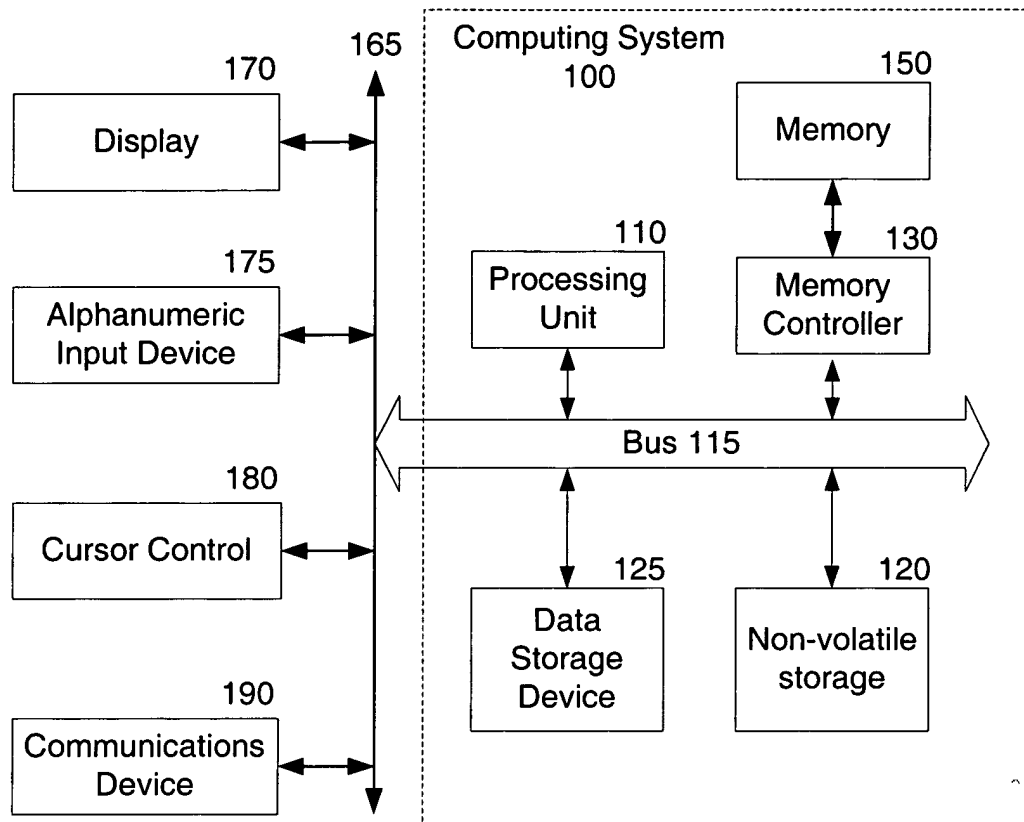 Computing System
100
165
170
Display
150
Memory
175
Alphanumeric
Input Device
110
Processing
Unit
130
Memory
Controller
Bus 115
180
Cursor Control
125
Data
Storage
Device
120
Non-volatile
storage
190
Communications
Device